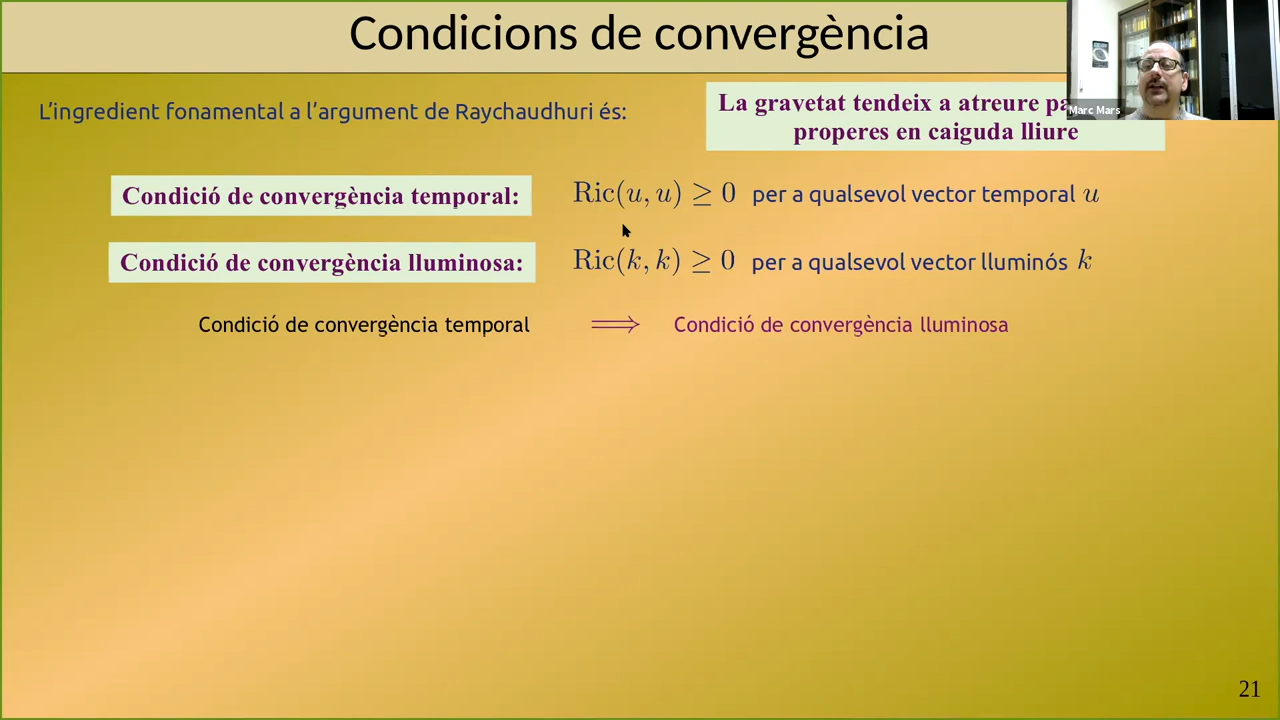 Condicions de convergència
L'ingredient fonamental a l'argument de Raychaudhuri és:
La gravetat tendeix a atreure
properes en caiguda lliure
Marc Mars
Condició de convergència temporal:
Ric(u, u) ≥ 0 per a qualsevol vector temporal u
Condició de convergència lluminosa:
Ric(k, k) ≥ 0 per a qualsevol vector lluminós k
Condició de convergència temporal ⟹ Condició de convergència lluminosa
21